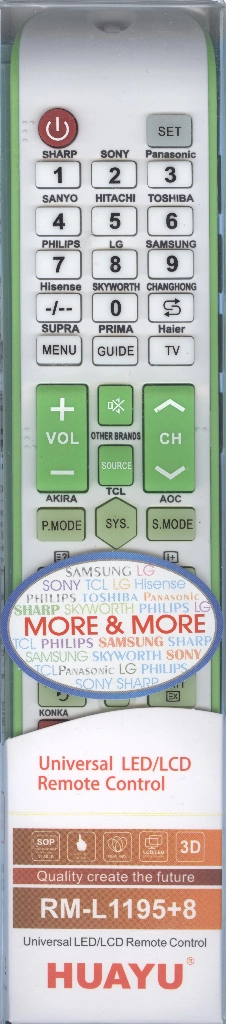 SET
SHARP SONY Panasonic
1 2 3
SANYO HITACHI TOSHIBA
4 5 6
PHILIPS LG SAMSUNG
7 8 9
Hisense SKYWORTH CHANGHONG
-/-- 0
SUPRA PRIMA Haier
MENU GUIDE TV
+ +
VOL OTHER BRANDS CH
− SOURCE
AKIRA TCL AOC
P.MODE SYS. S.MODE
SAMSUNG LG
SONY TCL LG Hisense
PHILIPS TOSHIBA Panasonic
SHARP SKYWORTH PHILIPS LG
MORE & MORE
TCL PHILIPS SAMSUNG SHARP
SAMSUNG SKYWORTH SONY
TCL Panasonic LG PHILIPS
SONY SHARP
KONKA
Universal LED/LCD
Remote Control
SOP 3D
Quality create the future
RM-L1195+8
Universal LED/LCD Remote Control
HUAYU®